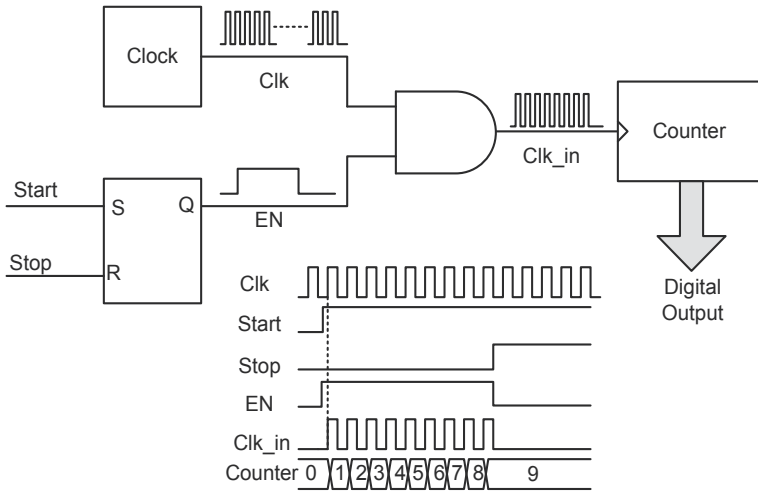 Clock
Clk
Clk_in
Counter
Start
S
Q
EN
Stop
R
Digital
Output
Clk
Start
Stop
EN
Clk_in
Counter 0 1 2 3 4 5 6 7 8 9